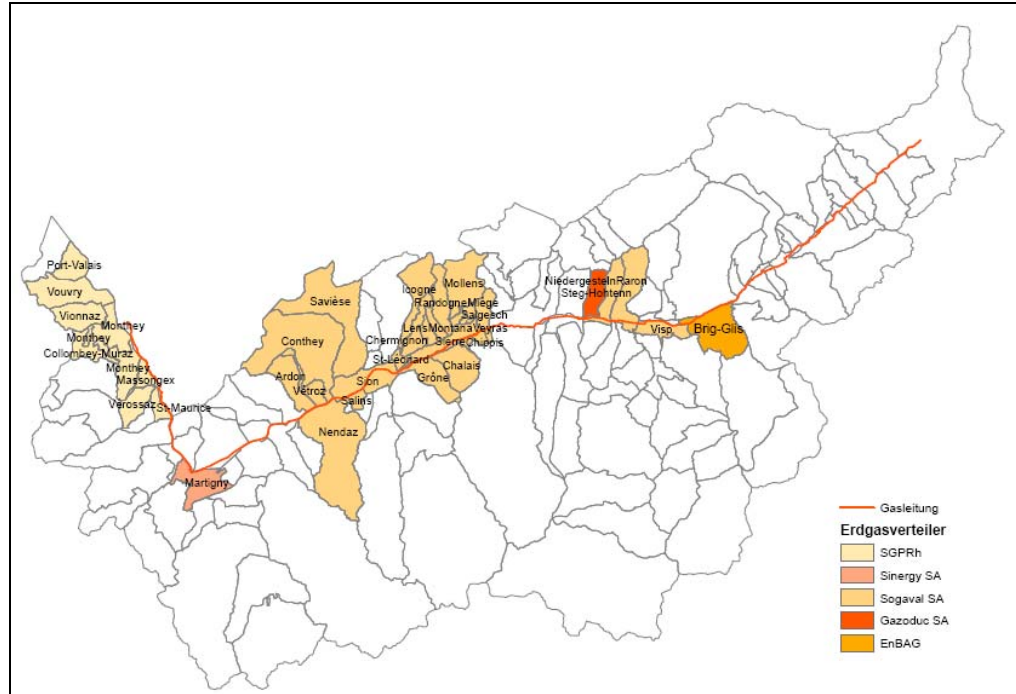 Port-Valais
Vouvry
Vionnaz
Monthey
Monthey
Collombey-Muraz
Monthey
Massongex
Vérossaz
St-Maurice
Martigny
Savièse
Conthey
Ardon
Vétroz
Nendaz
Salins
Sion
St-Léonard
Chermignon
Icogne
Lens
Randogne
Montana
Mollens
Miège
Salgesch
Veyras
Sierre
Chippis
Chalais
Grône
Niedergesteln
Raron
Steg-Hohtenn
Visp
Brig-Glis
Gasleitung
Erdgasverteiler
SGPRh
Sinergy SA
Sogaval SA
Gazoduc SA
EnBAG